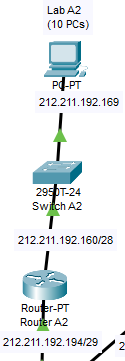 Lab A2
(10 PCs)
PC-PT
212.211.192.169
2950T-24
Switch A2
212.211.192.160/28
Router-PT
Router A2
212.211.192.194/29
2